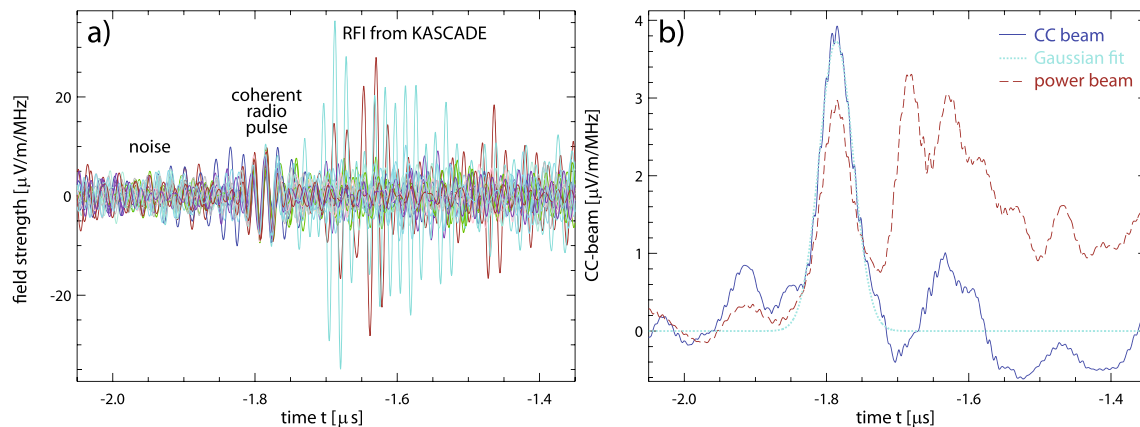 a)
RFI from KASCADE
coherent
radio
pulse
noise
20
0
-20
field strength [μV/m/MHz]
-2.0
-1.8
-1.6
-1.4
time t [μs]
b)
CC beam
Gaussian fit
power beam
4
3
2
1
0
CC-beam [μV/m/MHz]
-2.0
-1.8
-1.6
-1.4
time t [μs]